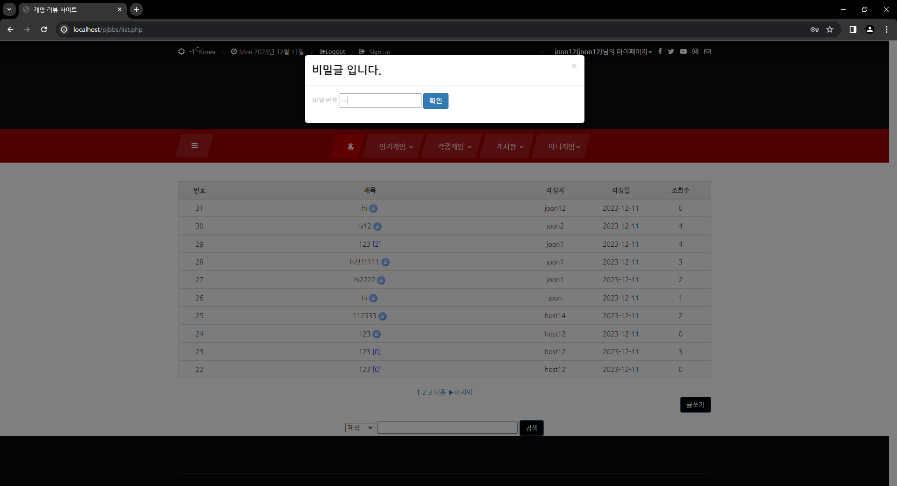 게임 리뷰 사이트
localhost/pjbbs/list.php
-1°C Korea / Mon 2023년 12월 11일 / Logout / Sign up
joon12(joon12)님의 마이페이지
비밀글 입니다.
×
비밀번호 확인
홈 인기게임 각종게임 게시판 미니게임
번호 제목 작성자 작성일 조회수
31 hi joon12 2023-12-11 0
30 hi12 joon2 2023-12-11 4
29 123 [2] joon1 2023-12-11 4
28 hi!!!1111 joon1 2023-12-11 3
27 hi2222 joon1 2023-12-11 2
26 hi joon 2023-12-11 1
25 112333 host14 2023-12-11 2
24 123 host12 2023-12-11 6
23 123 [0] host12 2023-12-11 3
22 123 [0] host12 2023-12-11 0
1 2 3 다음 ▶마지막
글쓰기
제목 검색